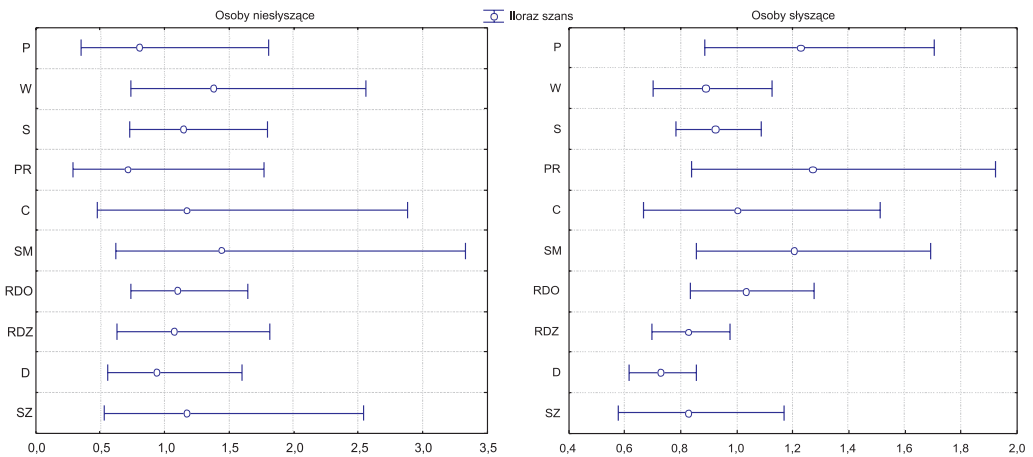 Osoby niesłyszące
Iloraz szans
Osoby słyszące
P
W
S
PR
C
SM
RDO
RDZ
D
SZ
0,0 0,5 1,0 1,5 2,0 2,5 3,0 3,5
P
W
S
PR
C
SM
RDO
RDZ
D
SZ
0,4 0,6 0,8 1,0 1,2 1,4 1,6 1,8 2,0